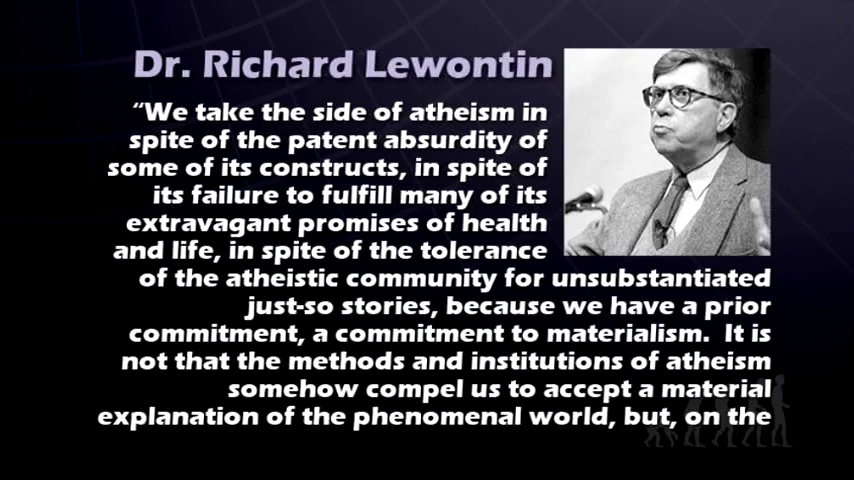 Dr. Richard Lewontin
“We take the side of atheism in
spite of the patent absurdity of
some of its constructs, in spite of
its failure to fulfill many of its
extravagant promises of health
and life, in spite of the tolerance
of the atheistic community for unsubstantiated
just-so stories, because we have a prior
commitment, a commitment to materialism. It is
not that the methods and institutions of atheism
somehow compel us to accept a material
explanation of the phenomenal world, but, on the